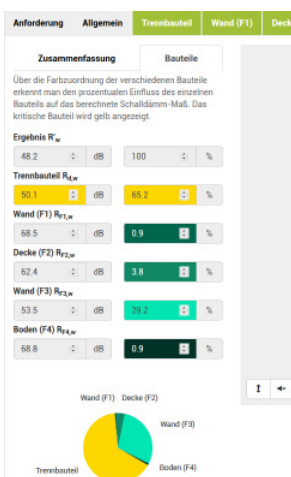 Anforderung Allgemein Trennbauteil Wand (F1) Deck
Zusammenfassung Bauteile
Über die Farbzuordnung der verschiedenen Bauteile
erkennt man den prozentualen Einfluss des einzelnen
Bauteils auf das berechnete Schalldämm-Maß. Das
kritische Bauteil wird gelb angezeigt.
Ergebnis R'w
48.2 dB 100 %
Trennbauteil Rd,w
50.1 dB 65.2 %
Wand (F1) RF1,w
68.5 dB 0.9 %
Decke (F2) RF2,w
62.4 dB 3.8 %
Wand (F3) RF3,w
53.5 dB 29.2 %
Boden (F4) RF4,w
68.8 dB 0.9 %
Wand (F1) Decke (F2)
Wand (F3)
Boden (F4)
Trennbauteil